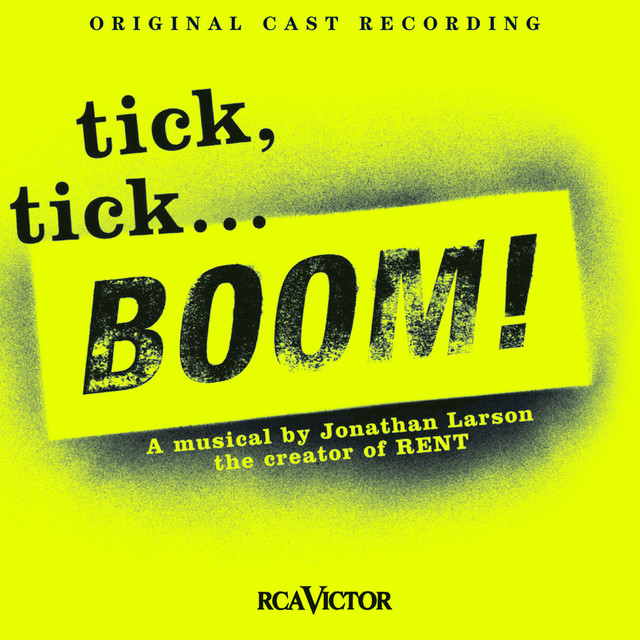 ORIGINAL CAST RECORDING
tick,
tick...
BOOM!
A musical by Jonathan Larson
the creator of RENT
RCAVICTOR